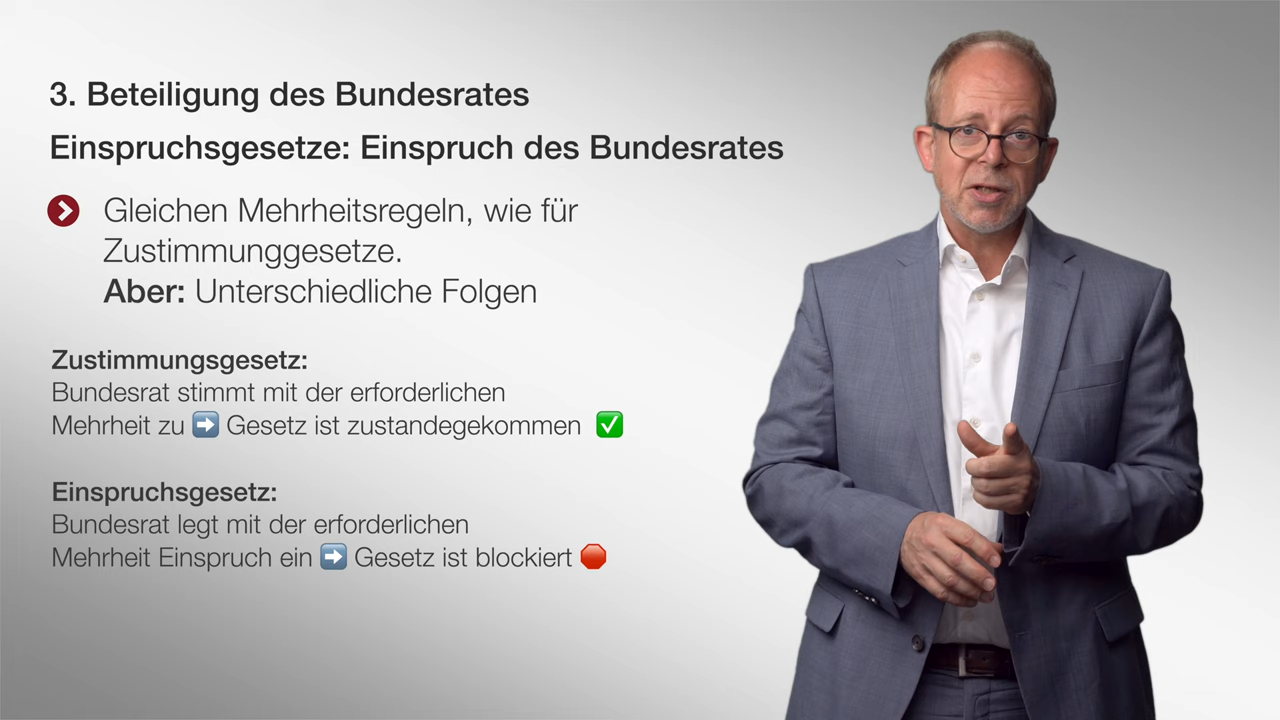 3. Beteiligung des Bundesrates
Einspruchsgesetze: Einspruch des Bundesrates
Gleichen Mehrheitsregeln, wie für
Zustimmunggesetze.
Aber: Unterschiedliche Folgen
Zustimmungsgesetz:
Bundesrat stimmt mit der erforderlichen
Mehrheit zu ➡️ Gesetz ist zustandegekommen ✅
Einspruchsgesetz:
Bundesrat legt mit der erforderlichen
Mehrheit Einspruch ein ➡️ Gesetz ist blockiert 🛑